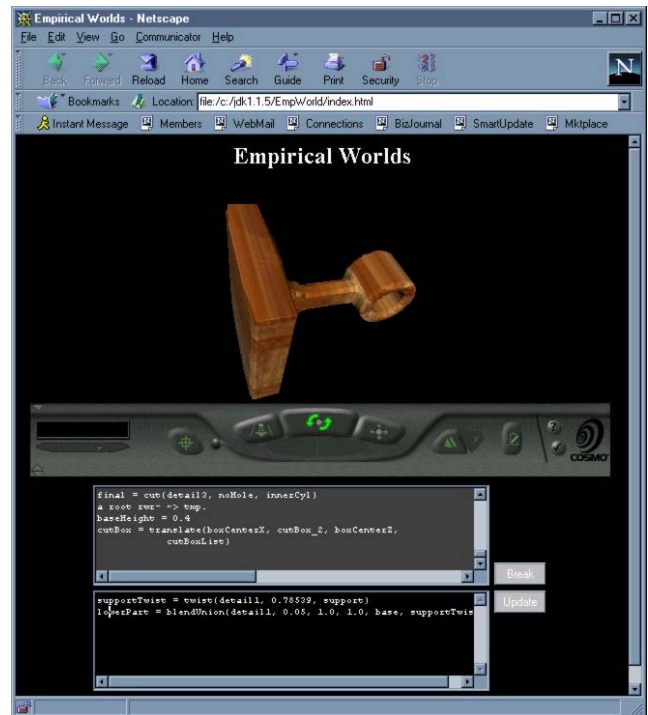 Empirical Worlds - Netscape
File Edit View Go Communicator Help
Back Forward Reload Home Search Guide Print Security Stop
N
Bookmarks Location: file:/c:/jdk1.1.5/EmpWorld/index.html
Instant Message Members WebMail Connections BizJournal SmartUpdate Mktplace
Empirical Worlds
?
COSMO
final = cut(detail3, noHole, innerCyl)
a root rwr- -> tmp.
baseHeight = 0.4
cutBox = translate(boxCenterX, cutBox_2, boxCenterZ,
cutBoxList)
Break
supportTwist = twist(detail1, 0.78539, support)
lowerPart = blendUnion(detail1, 0.05, 1.0, 1.0, base, supportTwis
Update